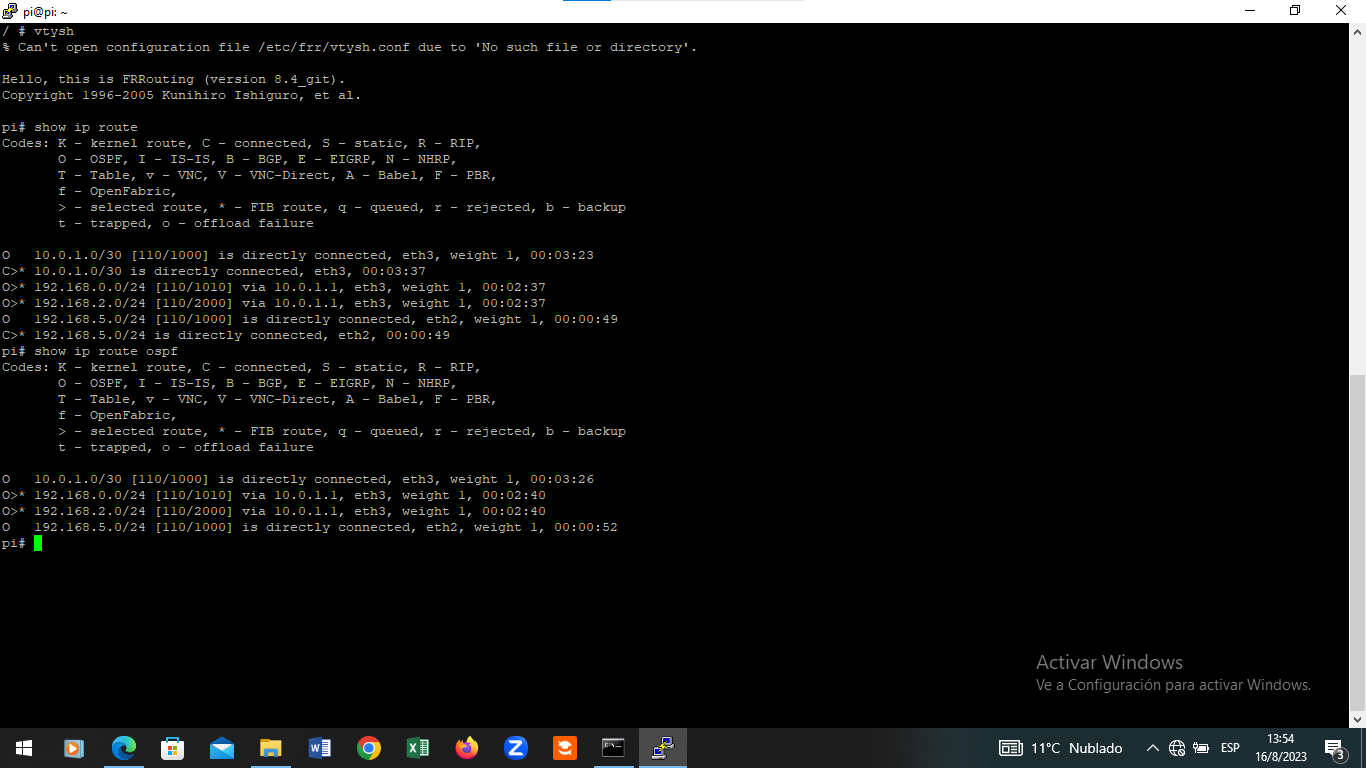 pi@pi: ~
/ # vtysh
% Can't open configuration file /etc/frr/vtysh.conf due to 'No such file or directory'.
Hello, this is FRRouting (version 8.4_git).
Copyright 1996-2005 Kunihiro Ishiguro, et al.
pi# show ip route
Codes: K - kernel route, C - connected, S - static, R - RIP,
O - OSPF, I - IS-IS, B - BGP, E - EIGRP, N - NHRP,
T - Table, v - VNC, V - VNC-Direct, A - Babel, F - PBR,
f - OpenFabric,
> - selected route, * - FIB route, q - queued, r - rejected, b - backup
t - trapped, o - offload failure
O   10.0.1.0/30 [110/1000] is directly connected, eth3, weight 1, 00:03:23
C>* 10.0.1.0/30 is directly connected, eth3, 00:03:37
O>* 192.168.0.0/24 [110/1010] via 10.0.1.1, eth3, weight 1, 00:02:37
O>* 192.168.2.0/24 [110/2000] via 10.0.1.1, eth3, weight 1, 00:02:37
O   192.168.5.0/24 [110/1000] is directly connected, eth2, weight 1, 00:00:49
C>* 192.168.5.0/24 is directly connected, eth2, 00:00:49
pi# show ip route ospf
Codes: K - kernel route, C - connected, S - static, R - RIP,
O - OSPF, I - IS-IS, B - BGP, E - EIGRP, N - NHRP,
T - Table, v - VNC, V - VNC-Direct, A - Babel, F - PBR,
f - OpenFabric,
> - selected route, * - FIB route, q - queued, r - rejected, b - backup
t - trapped, o - offload failure
O   10.0.1.0/30 [110/1000] is directly connected, eth3, weight 1, 00:03:26
O>* 192.168.0.0/24 [110/1010] via 10.0.1.1, eth3, weight 1, 00:02:40
O>* 192.168.2.0/24 [110/2000] via 10.0.1.1, eth3, weight 1, 00:02:40
O   192.168.5.0/24 [110/1000] is directly connected, eth2, weight 1, 00:00:52
pi#
Activar Windows
Ve a Configuración para activar Windows.
11°C Nublado
ESP
13:54
16/8/2023
3